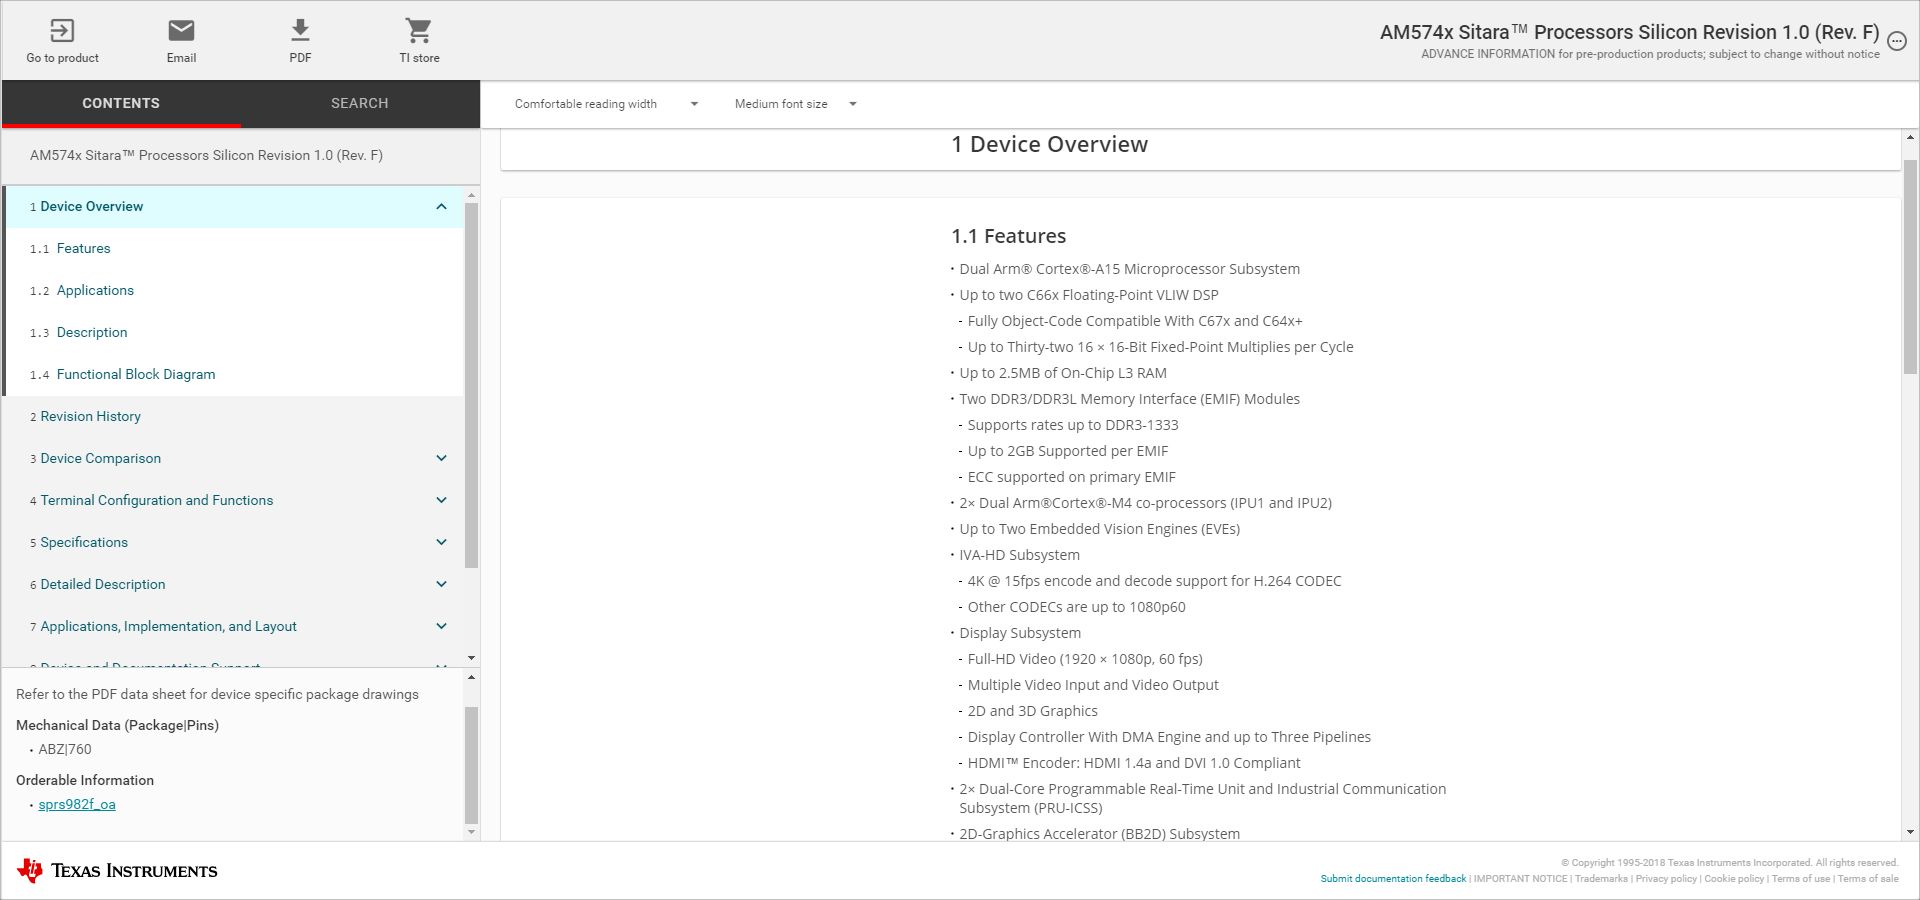 Go to product
Email
PDF
TI store
AM574x Sitara™ Processors Silicon Revision 1.0 (Rev. F)
ADVANCE INFORMATION for pre-production products; subject to change without notice
CONTENTS
SEARCH
Comfortable reading width
Medium font size
AM574x Sitara™ Processors Silicon Revision 1.0 (Rev. F)
1 Device Overview
1.1 Features
1.2 Applications
1.3 Description
1.4 Functional Block Diagram
2 Revision History
3 Device Comparison
4 Terminal Configuration and Functions
5 Specifications
6 Detailed Description
7 Applications, Implementation, and Layout
8 Device and Documentation Support
Refer to the PDF data sheet for device specific package drawings
Mechanical Data (Package|Pins)
• ABZ|760
Orderable Information
• sprs982f_oa
1 Device Overview
1.1 Features
• Dual Arm® Cortex®-A15 Microprocessor Subsystem
• Up to two C66x Floating-Point VLIW DSP
- Fully Object-Code Compatible With C67x and C64x+
- Up to Thirty-two 16 × 16-Bit Fixed-Point Multiplies per Cycle
• Up to 2.5MB of On-Chip L3 RAM
• Two DDR3/DDR3L Memory Interface (EMIF) Modules
- Supports rates up to DDR3-1333
- Up to 2GB Supported per EMIF
- ECC supported on primary EMIF
• 2× Dual Arm®Cortex®-M4 co-processors (IPU1 and IPU2)
• Up to Two Embedded Vision Engines (EVEs)
• IVA-HD Subsystem
- 4K @ 15fps encode and decode support for H.264 CODEC
- Other CODECs are up to 1080p60
• Display Subsystem
- Full-HD Video (1920 × 1080p, 60 fps)
- Multiple Video Input and Video Output
- 2D and 3D Graphics
- Display Controller With DMA Engine and up to Three Pipelines
- HDMI™ Encoder: HDMI 1.4a and DVI 1.0 Compliant
• 2× Dual-Core Programmable Real-Time Unit and Industrial Communication
Subsystem (PRU-ICSS)
• 2D-Graphics Accelerator (BB2D) Subsystem
TEXAS INSTRUMENTS
© Copyright 1995-2018 Texas Instruments Incorporated. All rights reserved.
Submit documentation feedback | IMPORTANT NOTICE | Trademarks | Privacy policy | Cookie policy | Terms of use | Terms of sale